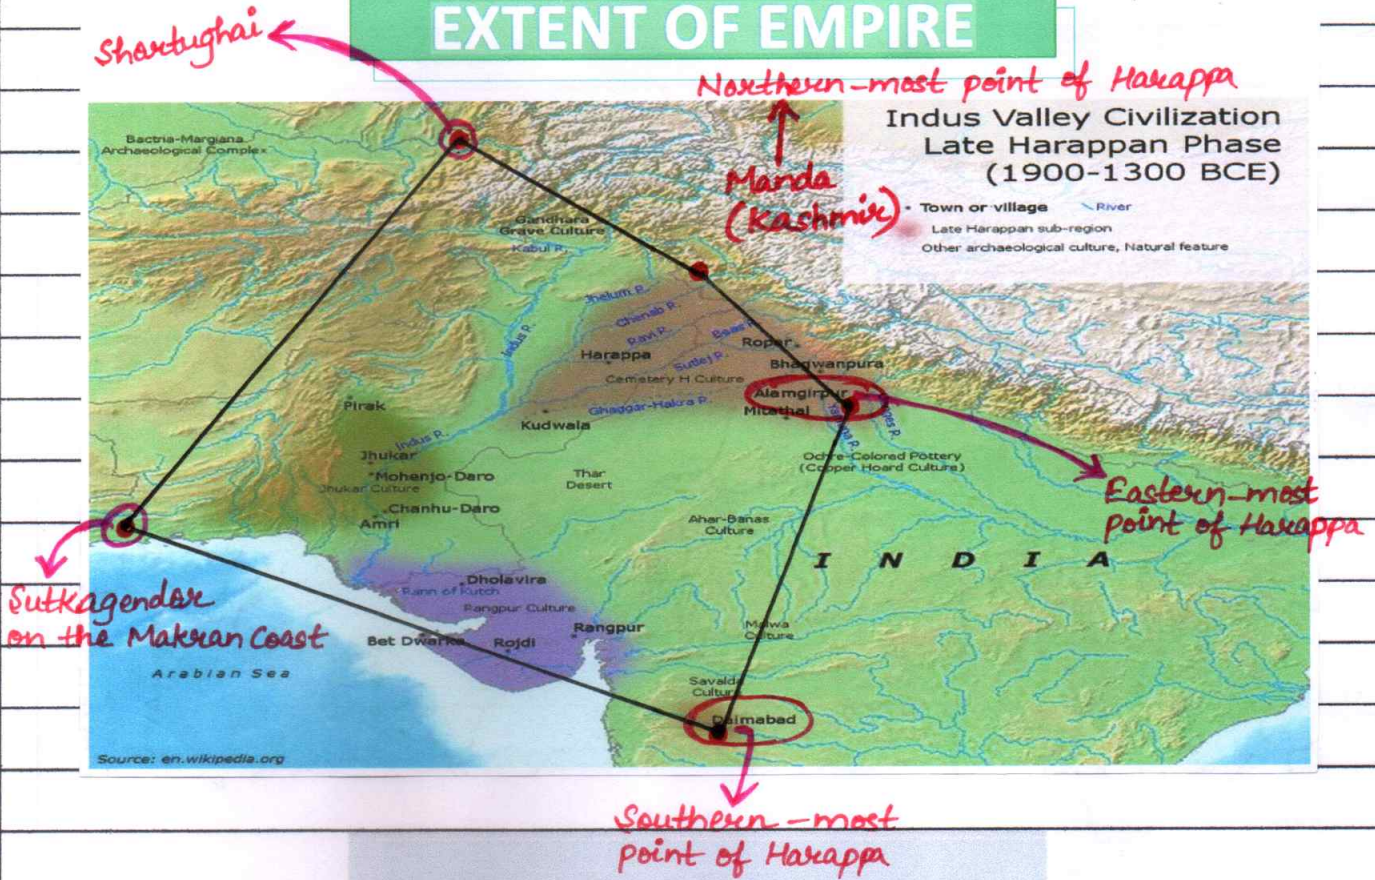 EXTENT OF EMPIRE
Shortughai
Northern-most point of Harappa
Manda
(Kashmir)
Indus Valley Civilization
Late Harappan Phase
(1900-1300 BCE)
Town or village
River
Late Harappan sub-region
Other archaeological culture, Natural feature
Bactria-Margiana
Archaeological Complex
Gandhara
Grave Culture
Kabul R.
Jhelum R.
Chenab R.
Ravi R.
Beas R.
Indus R.
Sutlej R.
Ropar
Harappa
Bhagwanpura
Cemetery H Culture
Alamgirpur
Mitathal
Ghaggar-Hakra R.
Kudwala
Yamuna R.
Ganges R.
Pirak
Indus R.
Jhukar
Mohenjo-Daro
Jhukar Culture
Chanhu-Daro
Amri
Thar
Desert
Ochre-Colored Pottery
(Copper Hoard Culture)
Ahar-Banas
Culture
INDIA
Eastern-most
point of Harappa
Sutkagendor
on the Makran Coast
Dholavira
Rann of Kutch
Rangpur Culture
Bet Dwarka
Rojdi
Rangpur
Malwa
Culture
Arabian Sea
Savalda
Culture
Daimabad
Source: en.wikipedia.org
Southern-most
point of Harappa